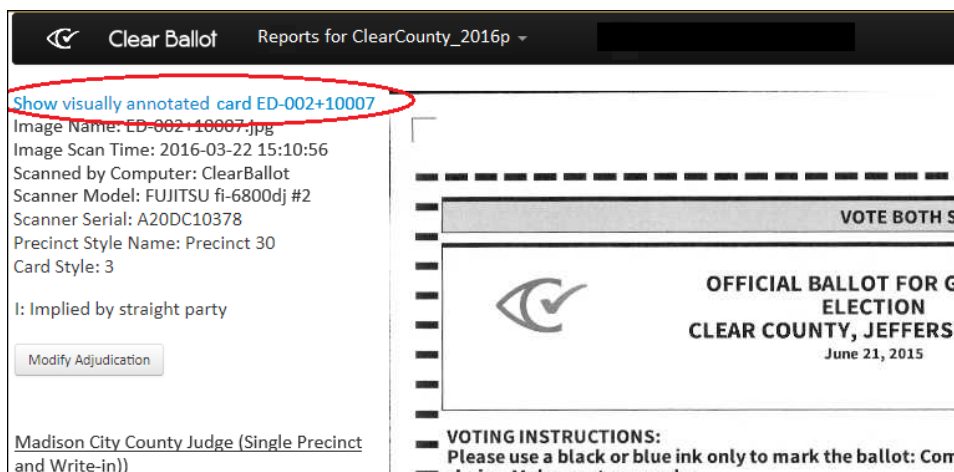 Clear Ballot Reports for ClearCounty_2016p
Show visually annotated card ED-002+10007
Image Name: ED-002+10007.jpg
Image Scan Time: 2016-03-22 15:10:56
Scanned by Computer: ClearBallot
Scanner Model: FUJITSU fi-6800dj #2
Scanner Serial: A20DC10378
Precinct Style Name: Precinct 30
Card Style: 3
I: Implied by straight party
Modify Adjudication
Madison City County Judge (Single Precinct
and Write-in))
VOTE BOTH S
OFFICIAL BALLOT FOR G
ELECTION
CLEAR COUNTY, JEFFERS
June 21, 2015
VOTING INSTRUCTIONS:
Please use a black or blue ink only to mark the ballot: Com